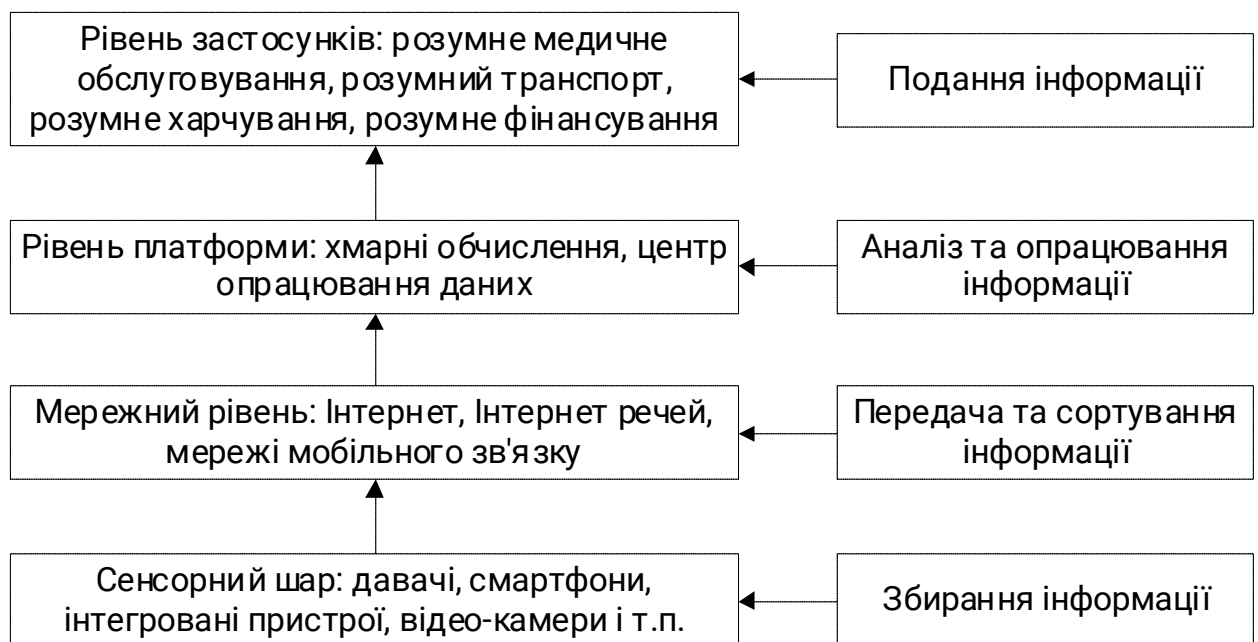 Рівень застосунків: розумне медичне
обслуговування, розумний транспорт,
розумне харчування, розумне фінансування
Подання інформації
Рівень платформи: хмарні обчислення, центр
опрацювання даних
Аналіз та опрацювання
інформації
Мережний рівень: Інтернет, Інтернет речей,
мережі мобільного зв'язку
Передача та сортування
інформації
Сенсорний шар: давачі, смартфони,
інтегровані пристрої, відео-камери і т.п.
Збирання інформації